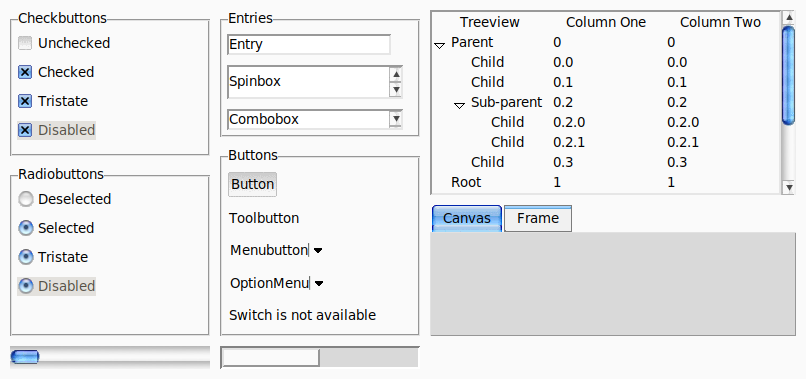 Checkbuttons
Unchecked
Checked
Tristate
Disabled
Radiobuttons
Deselected
Selected
Tristate
Disabled
Entries
Entry
Spinbox
Combobox
Buttons
Button
Toolbutton
Menubutton
OptionMenu
Switch is not available
Treeview Column One Column Two
Parent 0 0
Child 0.0 0.0
Child 0.1 0.1
Sub-parent 0.2 0.2
Child 0.2.0 0.2.0
Child 0.2.1 0.2.1
Child 0.3 0.3
Root 1 1
Canvas Frame